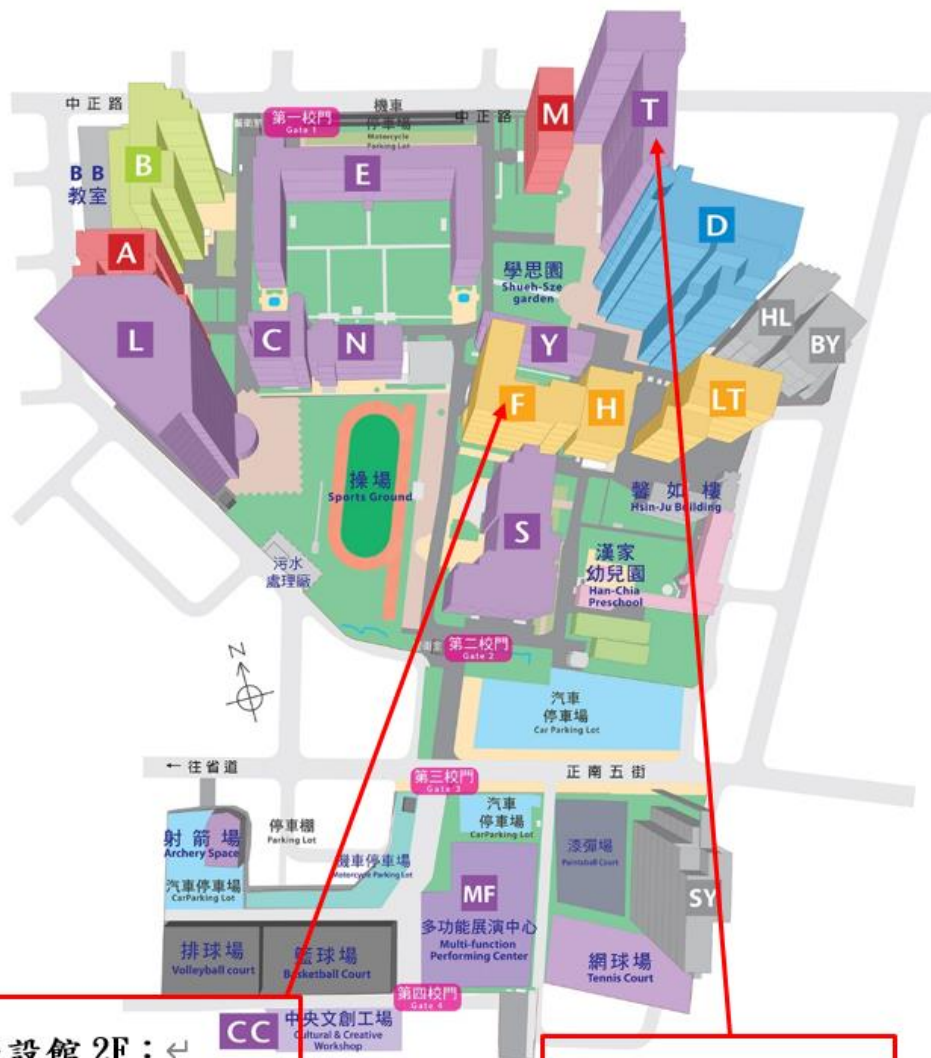 中正路
第一校門
Gate 1
機車
停車場
Motorcycle
Parking Lot
中正路
M
T
B
BB
教室
E
A
D
學思園
Shueh-Sze
garden
L
C
N
Y
HL
BY
F
H
LT
操場
Sports Ground
馨如樓
Hsin-Ju Building
S
漢家
幼兒園
Han-Chia
Preschool
污水
處理廠
第二校門
Gate 2
N
汽車
停車場
Car Parking Lot
←往省道
第三校門
Gate 3
正南五街
射箭場
Archery Space
停車棚
Parking Lot
汽車
停車場
CarParking Lot
漆彈場
Paintsball Court
機車停車場
Motorcycle Parking Lot
汽車停車場
CarParking Lot
MF
SY
多功能展演中心
Multi-function
Performing Center
排球場
Volleyball court
籃球場
Basketball Court
網球場
Tennis Court
第四校門
Gate 4
CC
中央文創工場
Cultural & Creative
Workshop
設館 2F：↵